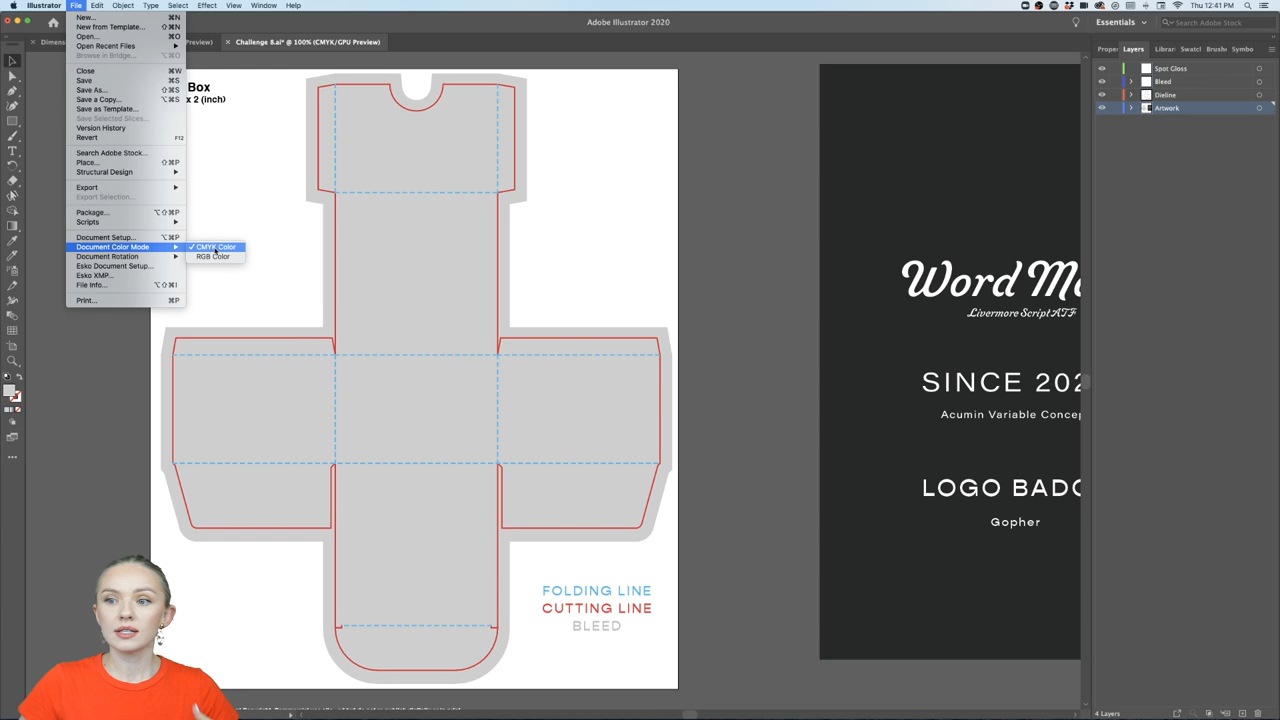 Illustrator File Edit Object Type Select Effect View Window Help
Thu 12:41 PM
Adobe Illustrator 2020
Essentials
Search Adobe Stock
Preview)
× Challenge 8.ai* @ 100% (CMYK/GPU Preview)
New... ⌘N
New from Template... ⇧⌘N
Open... ⌘O
Open Recent Files
Browse in Bridge... ⌥⌘O
Close ⌘W
Save ⌘S
Save As... ⇧⌘S
Save a Copy... ⌥⌘S
Save as Template...
Save Selected Slices...
Version History
Revert F12
Search Adobe Stock...
Place... ⇧⌘P
Structural Design
Export
Export Selection...
Package... ⌥⇧⌘P
Scripts
Document Setup... ⌥⌘P
Document Color Mode
Document Rotation
Esko Document Setup...
Esko XMP...
File Info... ⌥⇧⌘I
Print... ⌘P
✓ CMYK Color
RGB Color
Box
x 2 (inch)
FOLDING LINE
CUTTING LINE
BLEED
Word M
Livermore Script ATF
SINCE 202
Acumin Variable Concep
LOGO BAD
Gopher
Proper Layers Librar Swatcl Brush Symbo
Spot Gloss
Bleed
Dieline
Artwork
4 Layers